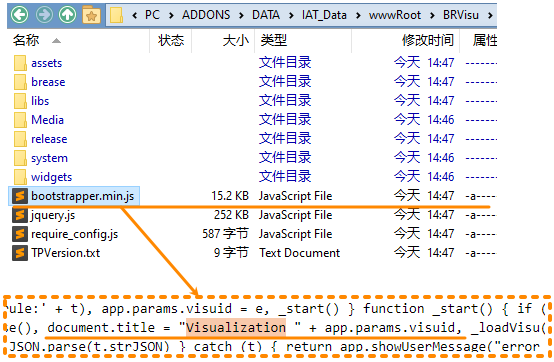 PC ▸ ADDONS ▸ DATA ▸ IAT_Data ▸ wwwRoot ▸ BRVisu ▸
名称 状态 大小 类型 修改时间 属性
assets 文件目录 今天 14:47 -------
brease 文件目录 今天 14:47 -------
libs 文件目录 今天 14:47 -------
Media 文件目录 今天 14:46 -------
release 文件目录 今天 14:47 -------
system 文件目录 今天 14:46 -------
widgets 文件目录 今天 14:47 -------
bootstrapper.min.js 15.2 KB JavaScript File 今天 14:47 -a-----
jquery.js 252 KB JavaScript File 今天 14:47 -a-----
require_config.js 587 字节 JavaScript File 今天 14:47 -a-----
TPVersion.txt 9 字节 Text Document 今天 14:47 -a-----
ule:' + t), app.params.visuid = e, _start() } function _start() { if (
e(), document.title = "Visualization " + app.params.visuid, _loadVisu(
JSON.parse(t.strJSON) } catch (t) { return app.showUserMessage("error